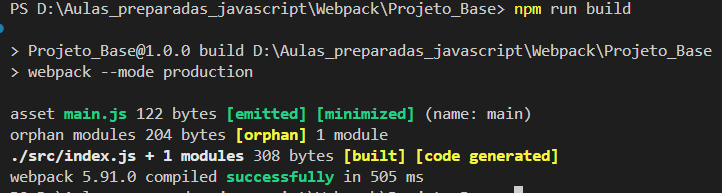 PS D:\Aulas_preparadas_javascript\Webpack\Projeto_Base> npm run build
> Projeto_Base@1.0.0 build D:\Aulas_preparadas_javascript\Webpack\Projeto_Base
> webpack --mode production
asset main.js 122 bytes [emitted] [minimized] (name: main)
orphan modules 204 bytes [orphan] 1 module
./src/index.js + 1 modules 308 bytes [built] [code generated]
webpack 5.91.0 compiled successfully in 505 ms